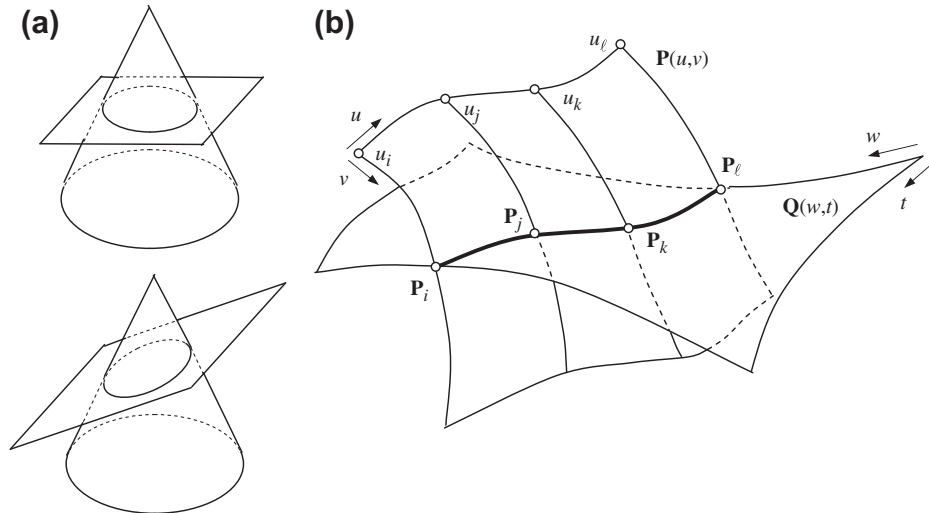 (a)
(b)
u_ℓ
P(u,v)
u
u_j
u_k
u_i
v
w
t
P_ℓ
Q(w,t)
P_j
P_k
P_i